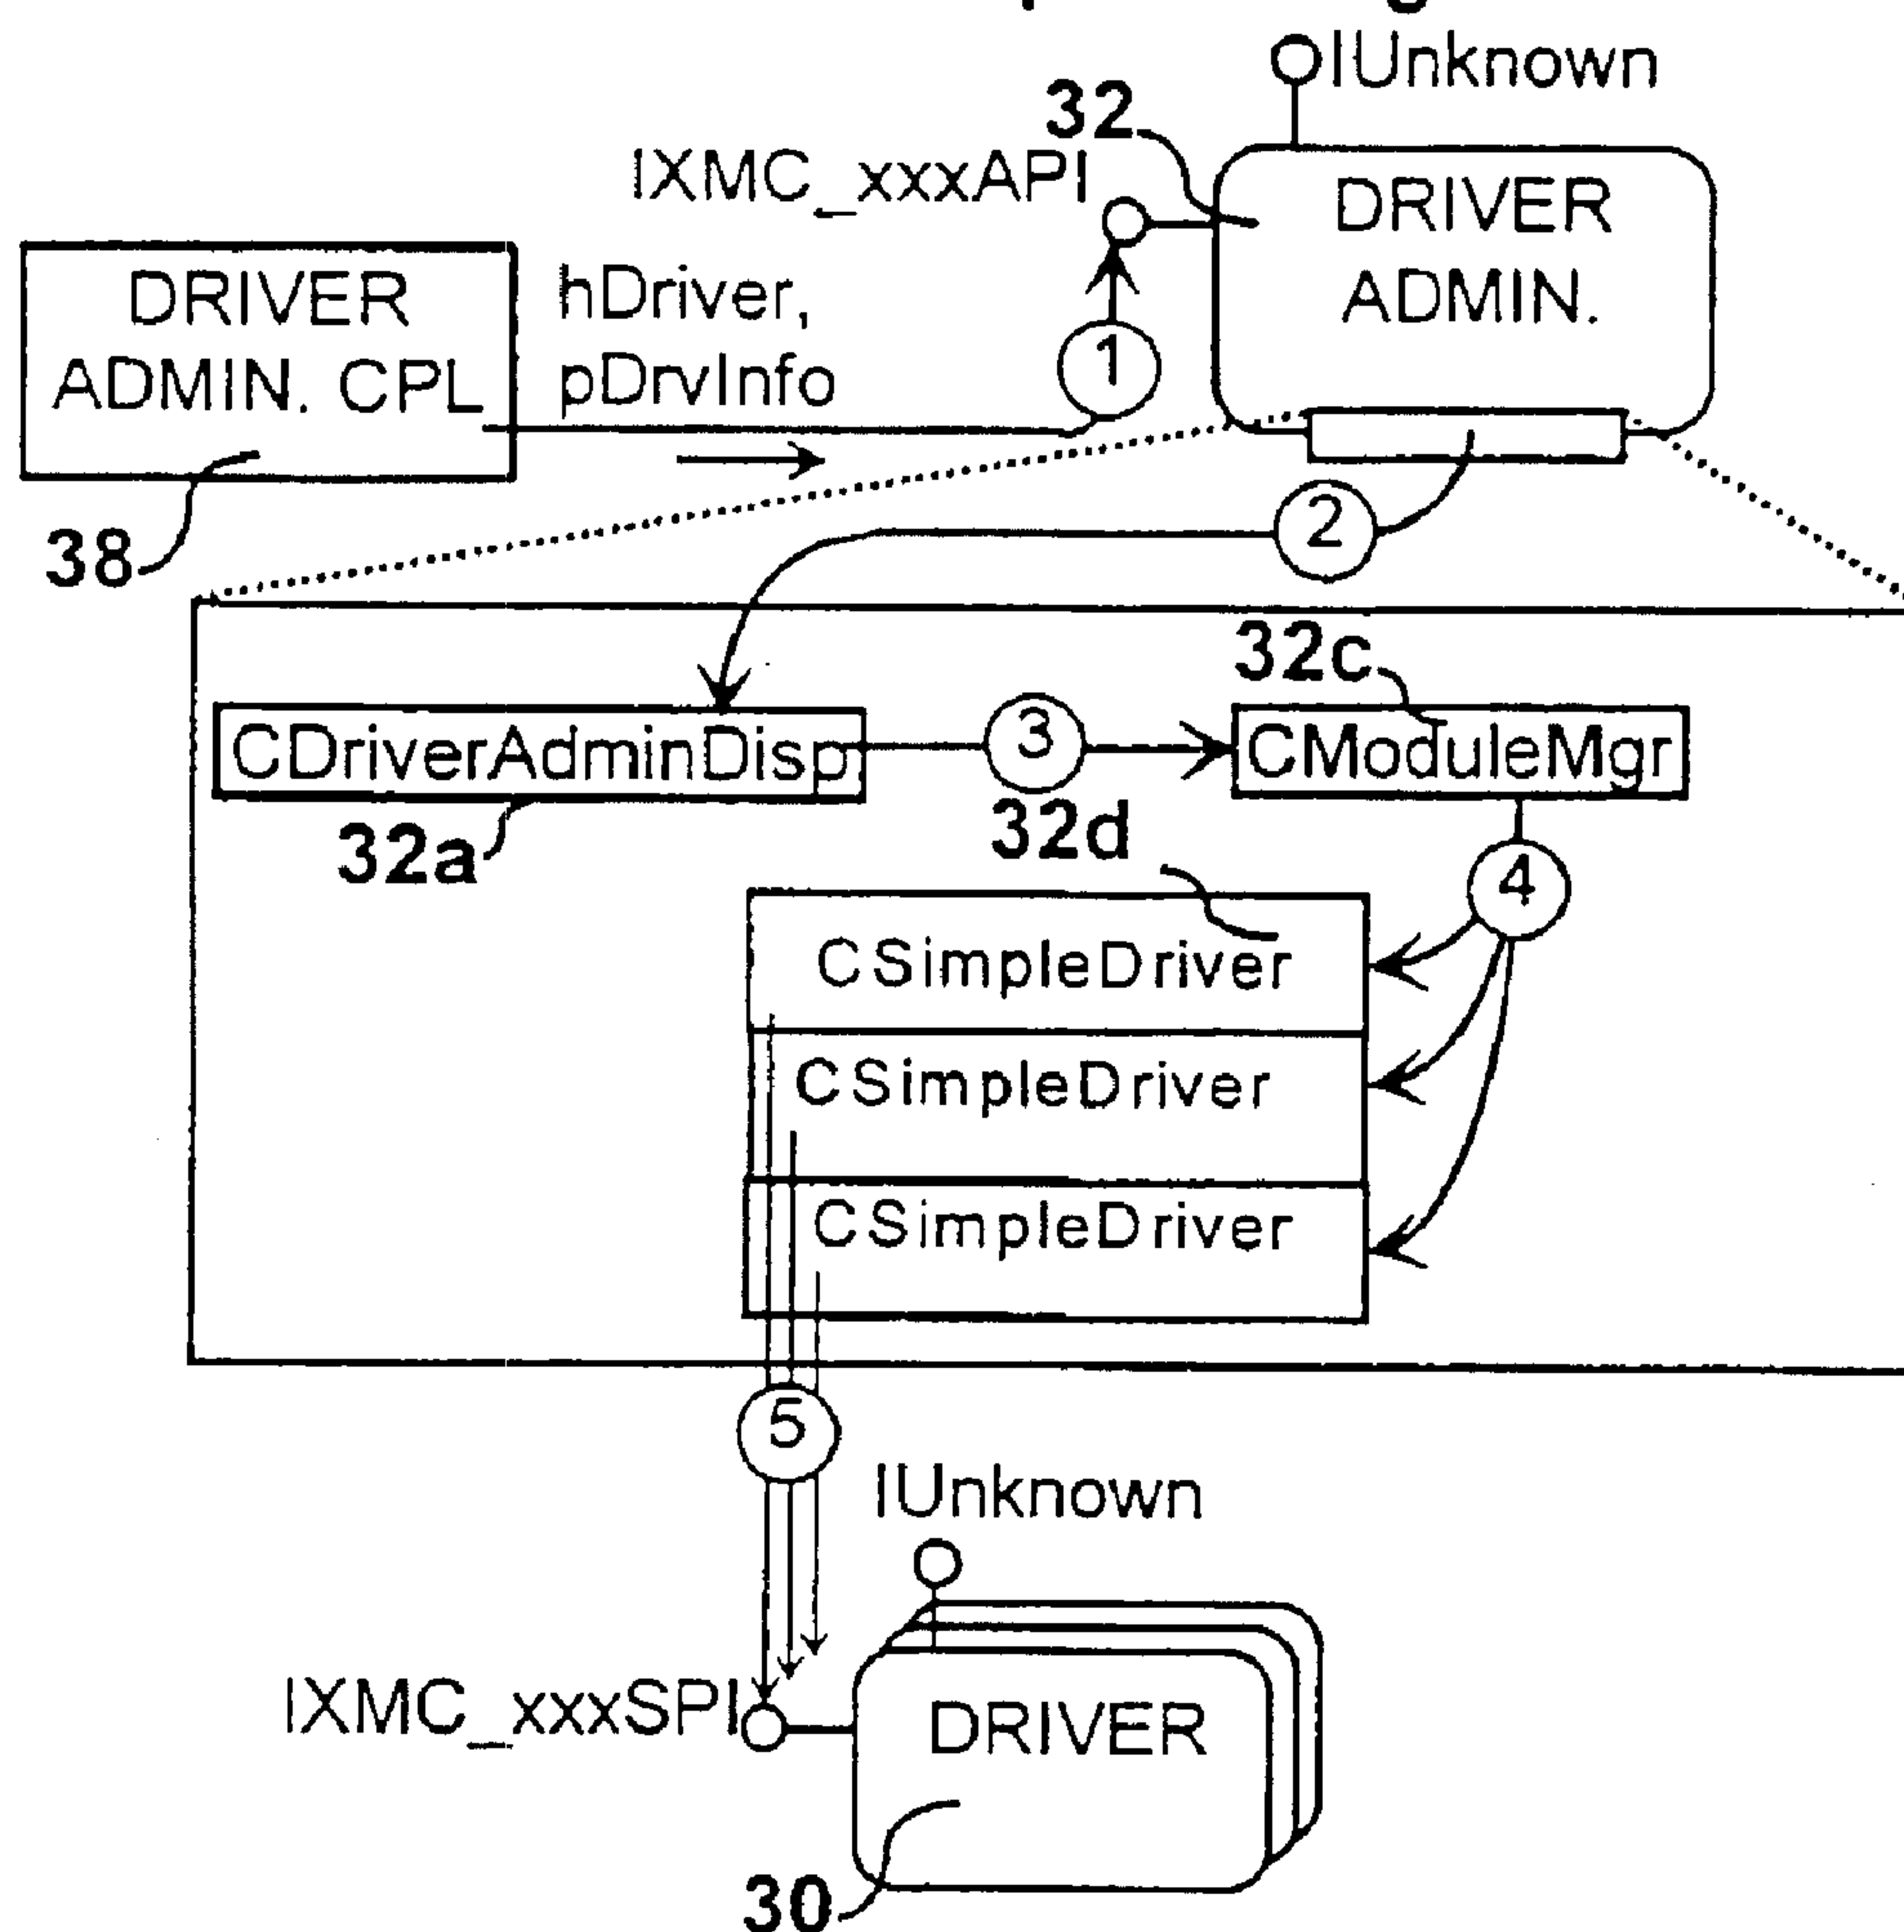 IUnknown
32
IXMC_xxxAPI
DRIVER
ADMIN.
DRIVER
ADMIN. CPL
hDriver,
pDrvInfo
1
38
2
32c
CDriverAdminDisp
3
CModuleMgr
32a
32d
4
CSimpleDriver
CSimpleDriver
CSimpleDriver
5
IUnknown
IXMC_xxxSPI
DRIVER
30